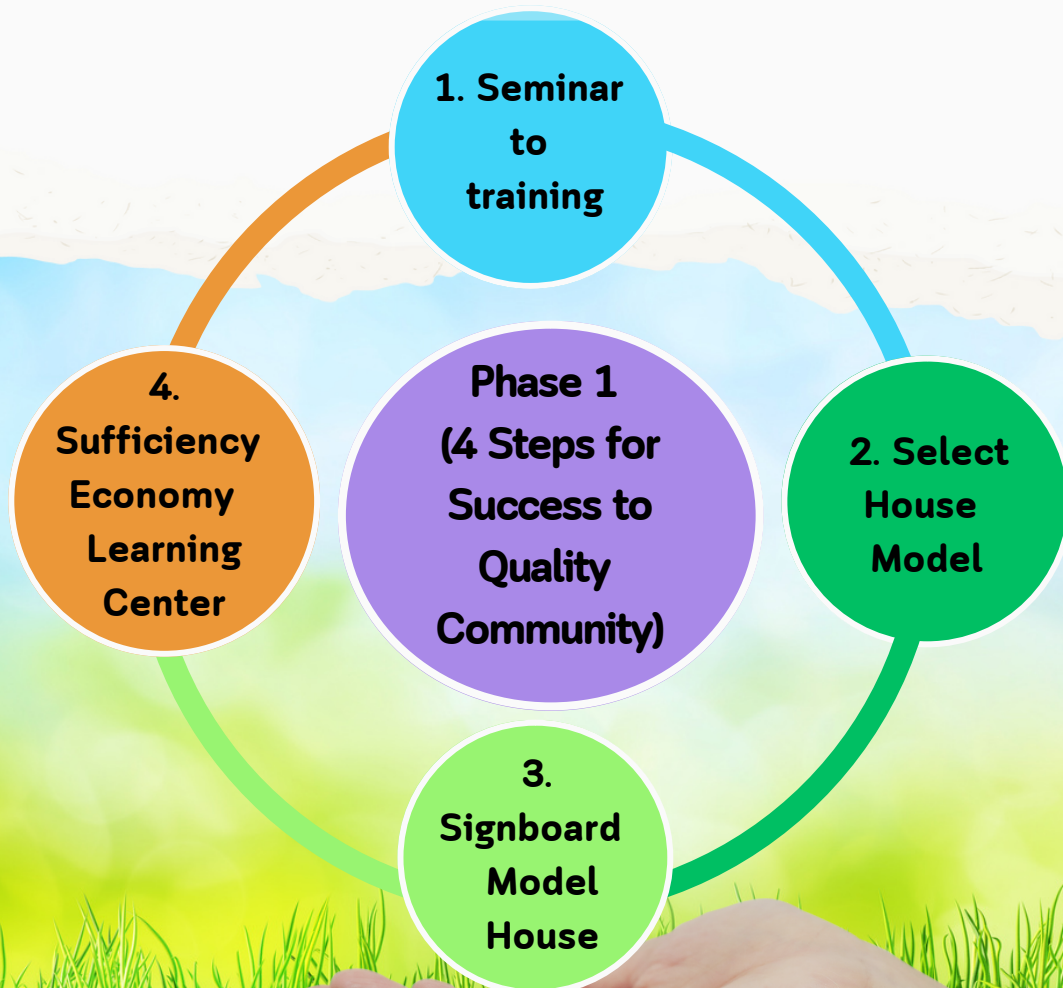 1. Seminar
to
training
Phase 1
(4 Steps for
Success to
Quality
Community)
2. Select
House
Model
3.
Signboard
Model
House
4.
Sufficiency
Economy
Learning
Center